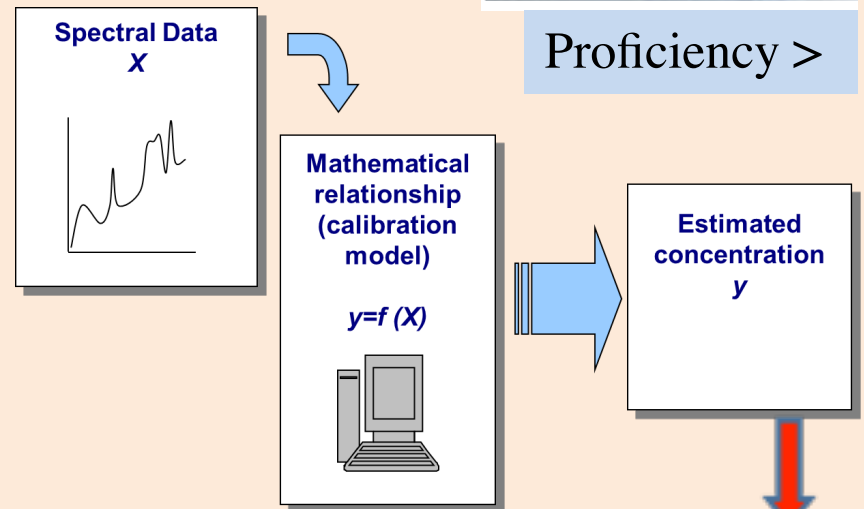 Spectral Data
X
Proficiency >
Mathematical
relationship
(calibration
model)
y=f (X)
Estimated
concentration
y